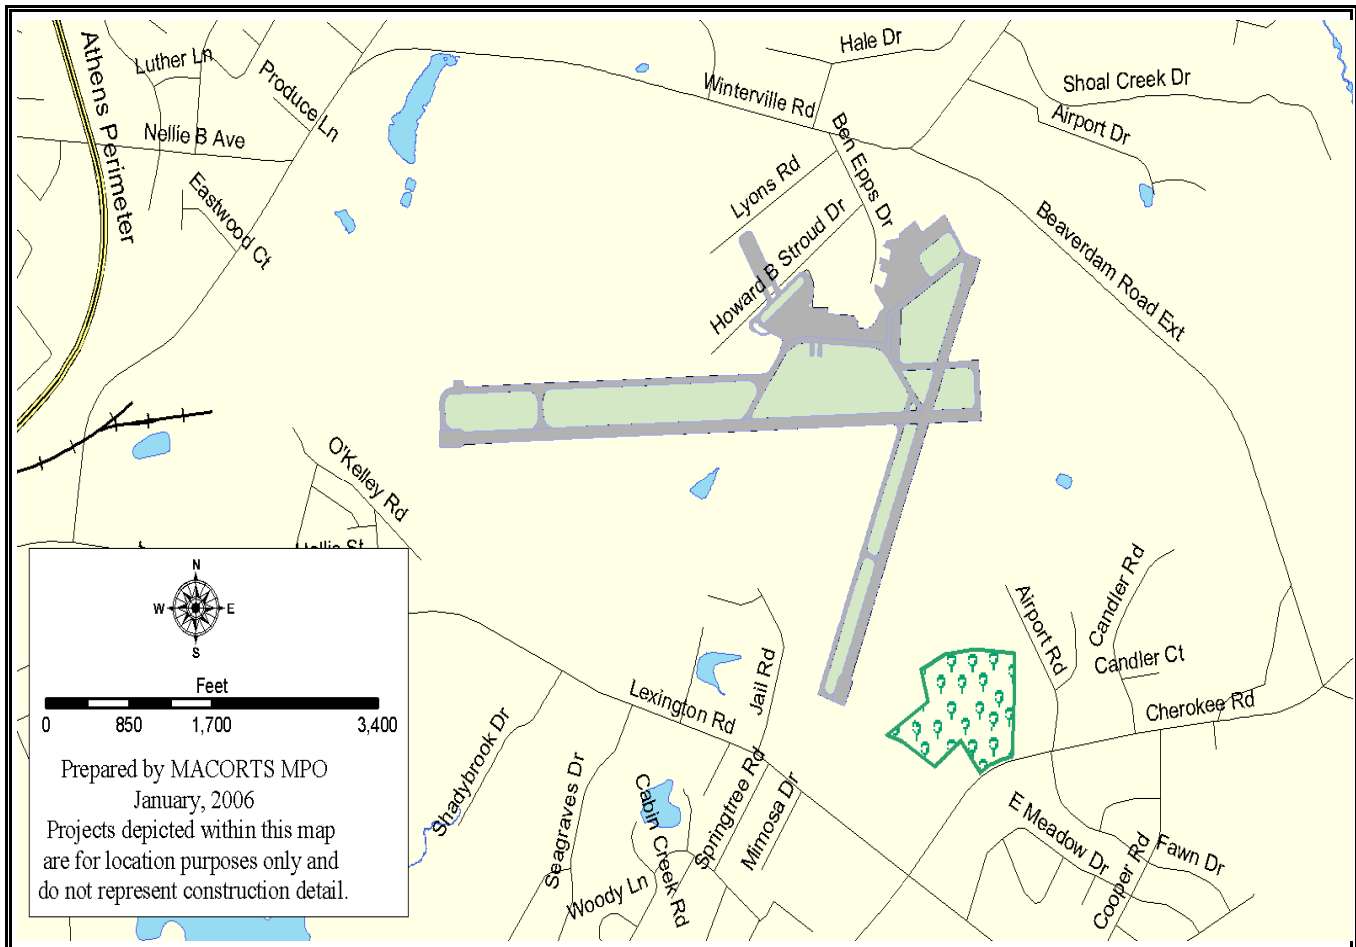 Athens Perimeter
Luther Ln
Produce Ln
Nellie B Ave
Eastwood Ct
Hale Dr
Winterville Rd
Shoal Creek Dr
Airport Dr
Ben Epps Dr
Lyons Rd
Howard B Stroud Dr
Beaverdam Road Ext
O'Kelley Rd
Hollis St
Airport Rd
Candler Rd
Candler Ct
Cherokee Rd
Jail Rd
Lexington Rd
Shadybrook Dr
Seagraves Dr
Cabin Creek Rd
Springtree Rd
Mimosa Dr
Woody Ln
E Meadow Dr
Cooper Rd
Fawn Dr
N
W E
S
Feet
0 850 1,700 3,400
Prepared by MACORTS MPO
January, 2006
Projects depicted within this map
are for location purposes only and
do not represent construction detail.